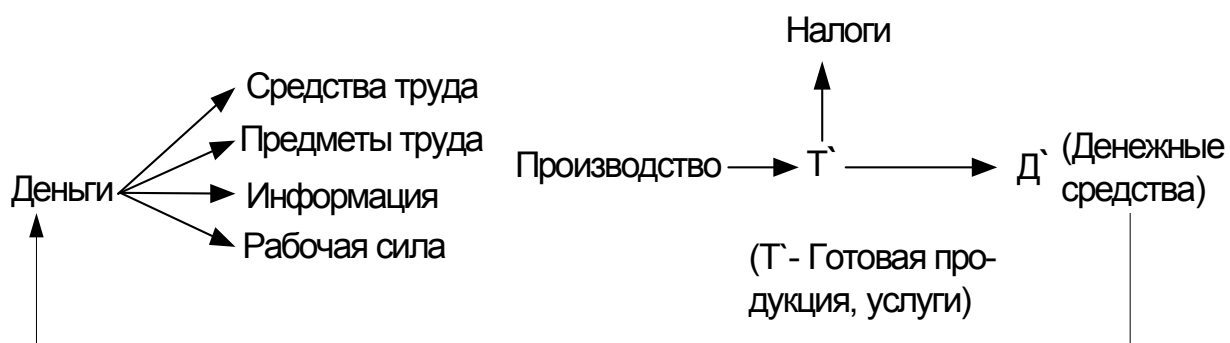 Налоги
Средства труда
Предметы труда
Информация
Рабочая сила
Деньги
Производство
Т`
Д`
(Денежные
средства)
(Т`- Готовая про-
дукция, услуги)